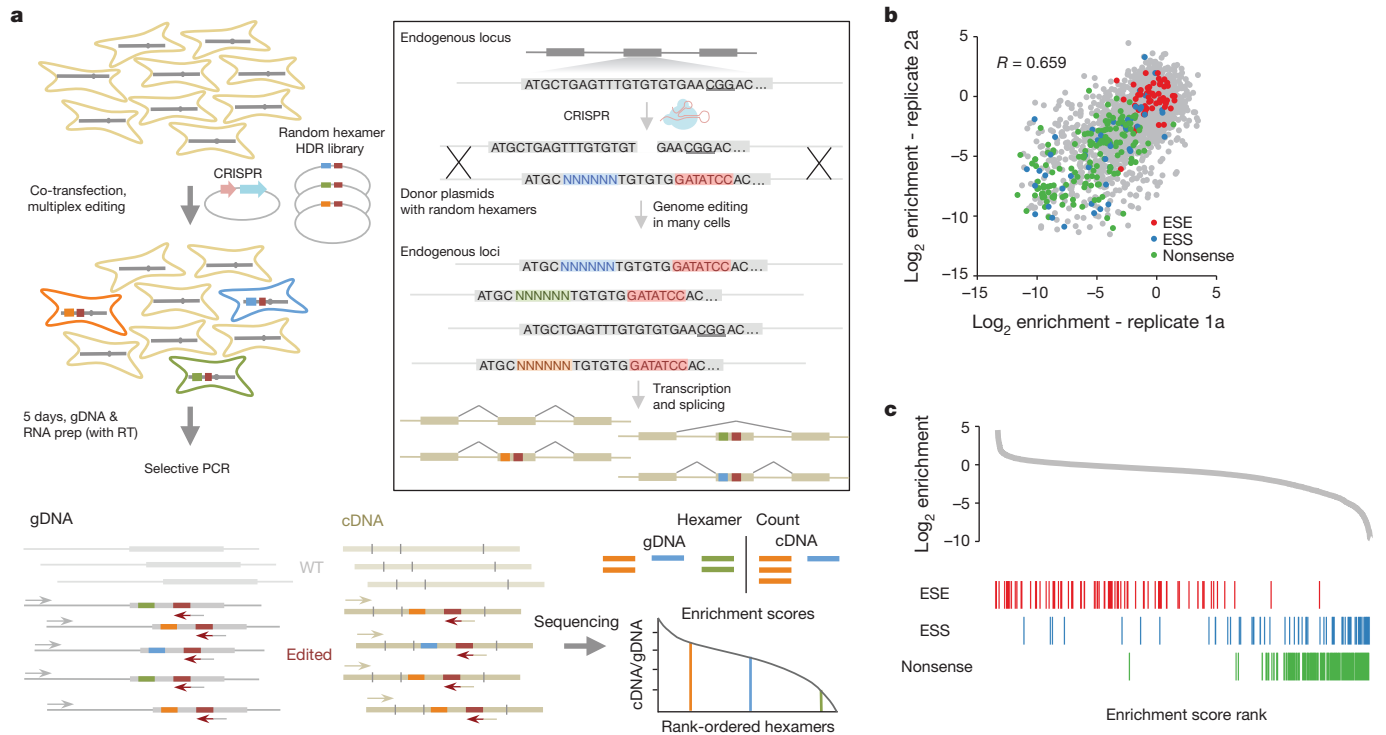 a
Random hexamer
HDR library
CRISPR
Co-transfection,
multiplex editing
5 days, gDNA &
RNA prep (with RT)
Selective PCR
Endogenous locus
ATGCTGAGTTTGTGTGTGAACGGAC...
CRISPR
ATGCTGAGTTTGTGTGT GAACGGAC...
ATGCNNNNNNTGTGTGGATATCCAC...
Donor plasmids
with random hexamers
Genome editing
in many cells
Endogenous loci
ATGCNNNNNNTGTGTGGATATCCAC...
ATGCNNNNNNTGTGTGGATATCCAC...
ATGCTGAGTTTGTGTGTGAACGGAC...
ATGCNNNNNNTGTGTGGATATCCAC...
Transcription
and splicing
gDNA
WT
Edited
cDNA
Sequencing
Hexamer Count
gDNA cDNA
Enrichment scores
cDNA/gDNA
Rank-ordered hexamers
b
Log2 enrichment - replicate 2a
5
0
−5
−10
−15
R = 0.659
ESE
ESS
Nonsense
−15 −10 −5 0 5
Log2 enrichment - replicate 1a
c
Log2 enrichment
5
0
−5
−10
ESE
ESS
Nonsense
Enrichment score rank